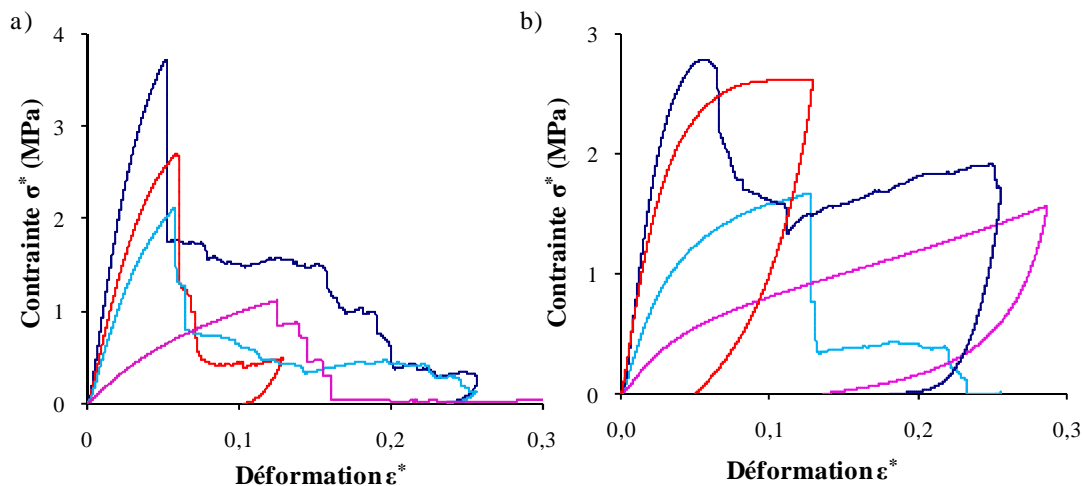 a)
b)
4
3
2
1
0
0
0,1
0,2
0,3
Contrainte σ* (MPa)
Déformation ε*
3
2
1
0
0,0
0,1
0,2
0,3
Contrainte σ* (MPa)
Déformation ε*